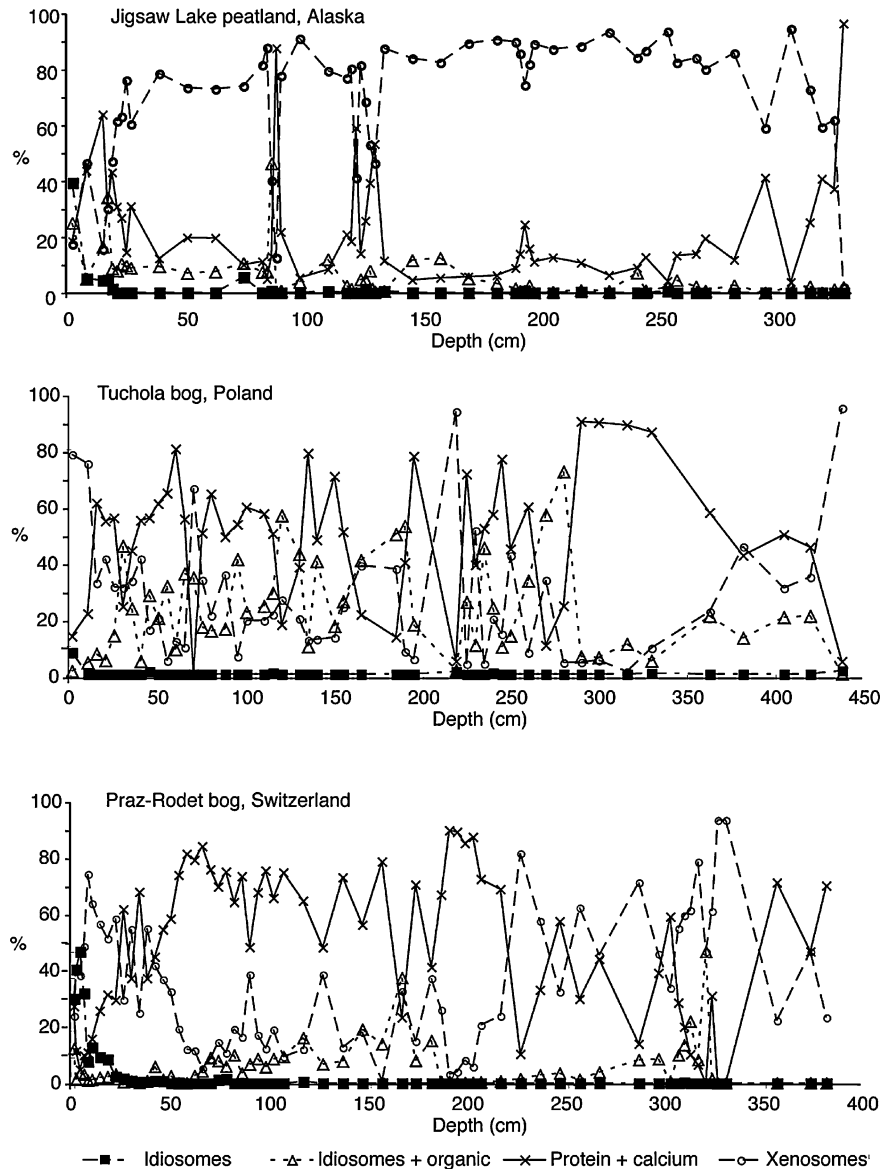 Jigsaw Lake peatland, Alaska
100
80
60
%
40
20
0
0 50 100 150 200 250 300
Depth (cm)
Tuchola bog, Poland
100
80
60
%
40
20
0
0 50 100 150 200 250 300 350 400 450
Depth (cm)
Praz-Rodet bog, Switzerland
100
80
60
%
40
20
0
0 50 100 150 200 250 300 350 400
Depth (cm)
Idiosomes Idiosomes + organic Protein + calcium Xenosomes